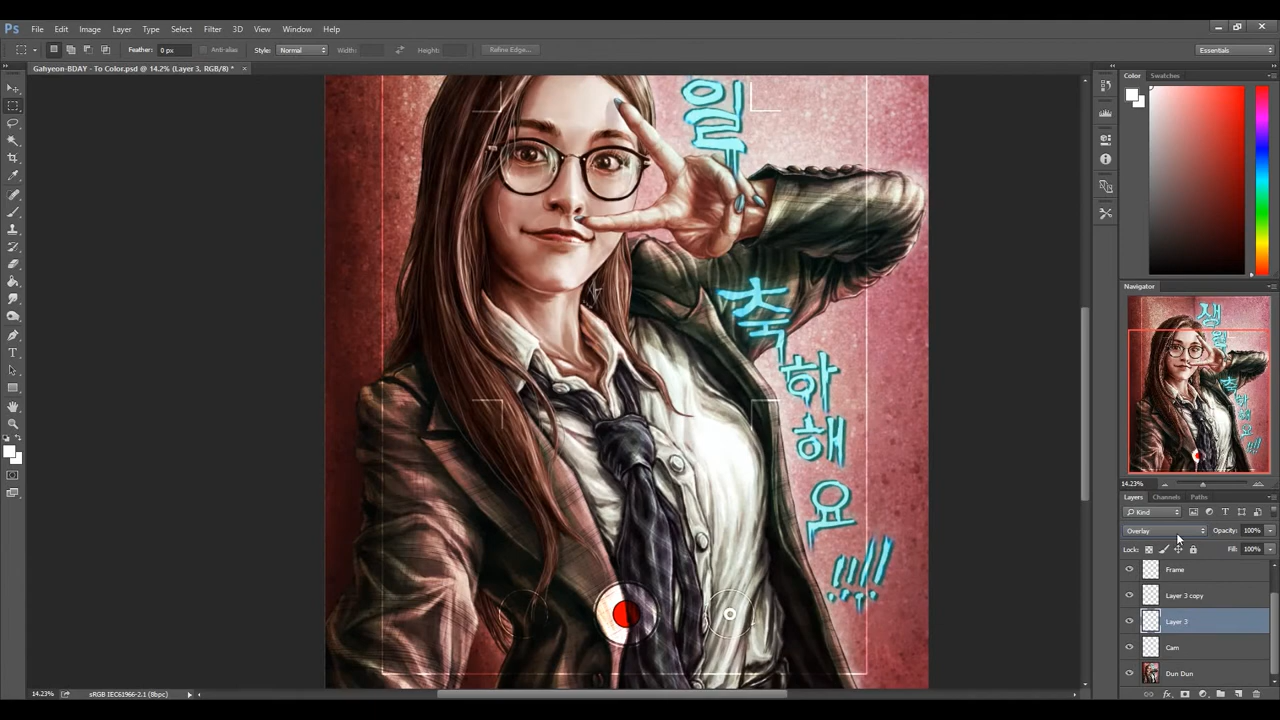 Ps File Edit Image Layer Type Select Filter 3D View Window Help
Feather: 0 px Anti-alias Style: Normal Width: Height: Refine Edge... Essentials
Gahyeon-BDAY - To Color.psd @ 14.2% (Layer 3, RGB/8) * ×
Color Swatches
Navigator
생
일
축
하
해
요
!!!!
14.23%
Layers Channels Paths
Kind
Overlay Opacity: 100%
Lock: Fill: 100%
Frame
Layer 3 copy
Layer 3
Cam
Dun Dun
14.23% sRGB IEC61966-2.1 (8bpc)